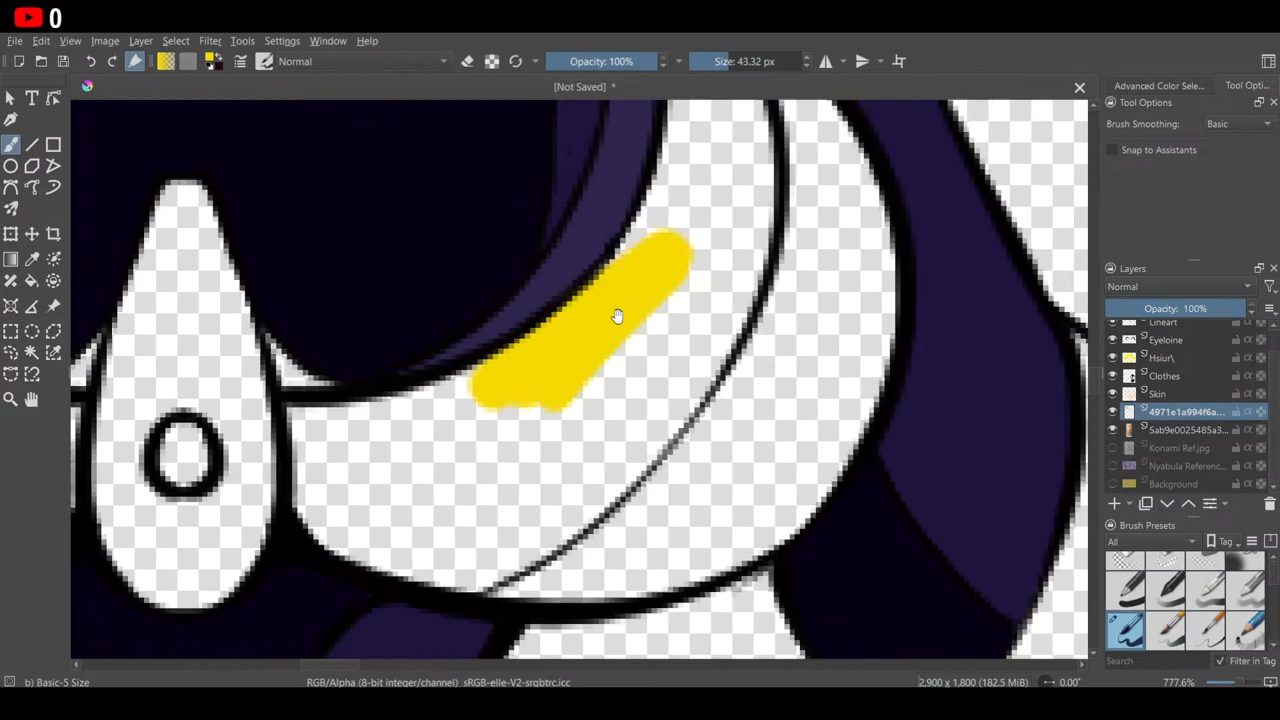 0
File Edit View Image Layer Select Filter Tools Settings Window Help
Normal Opacity: 100% Size: 43.32 px
[Not Saved] *
Advanced Color Sele... Tool Opti...
Tool Options
Brush Smoothing: Basic
Snap to Assistants
Layers
Normal
Opacity: 100%
Lineart
Eyelone
Hsiur\
Clothes
Skin
4971e1a994f6a...
5ab9e0025485a3...
Konami Ref.jpg
Nyabula Referenc...
Background
Brush Presets
All Tag
Search Filter in Tag
b) Basic-5 Size RGB/Alpha (8-bit integer/channel) sRGB-elle-V2-srgbtrc.icc 2,900 x 1,800 (182.5 MiB) 0.00° 777.6%